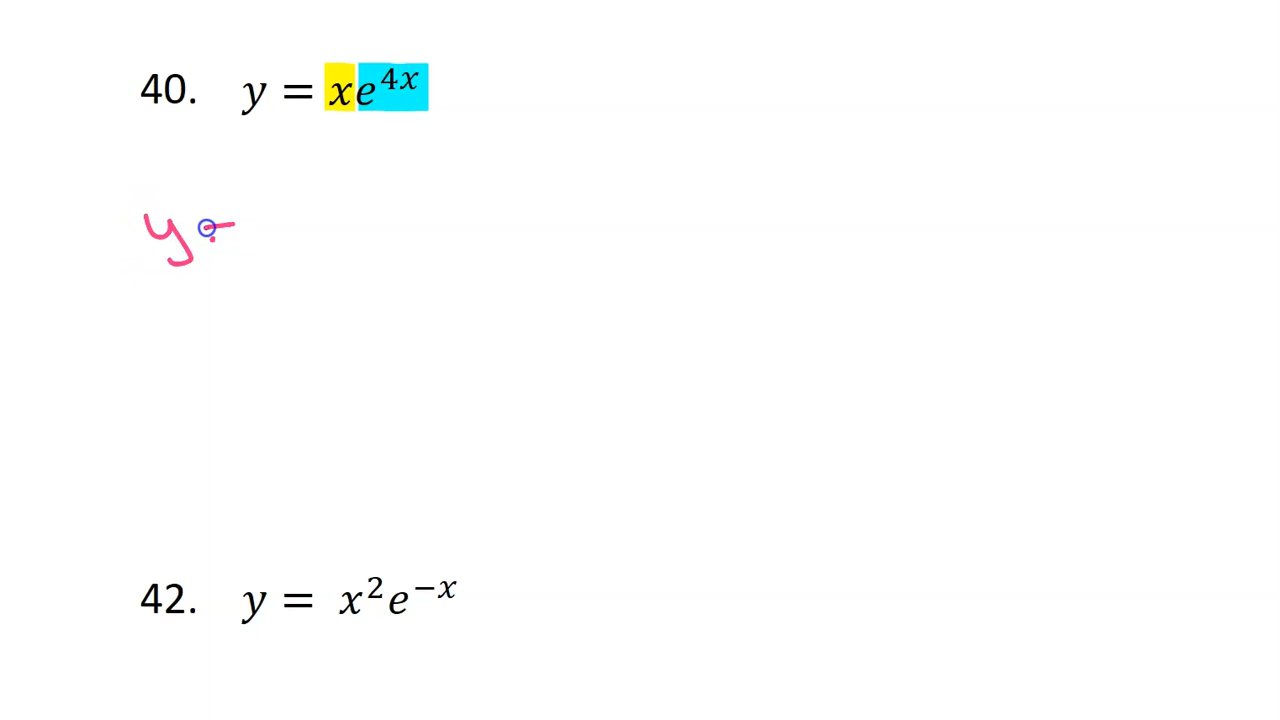 40. y = xe^{4x}
y =
42. y = x^2e^{-x}